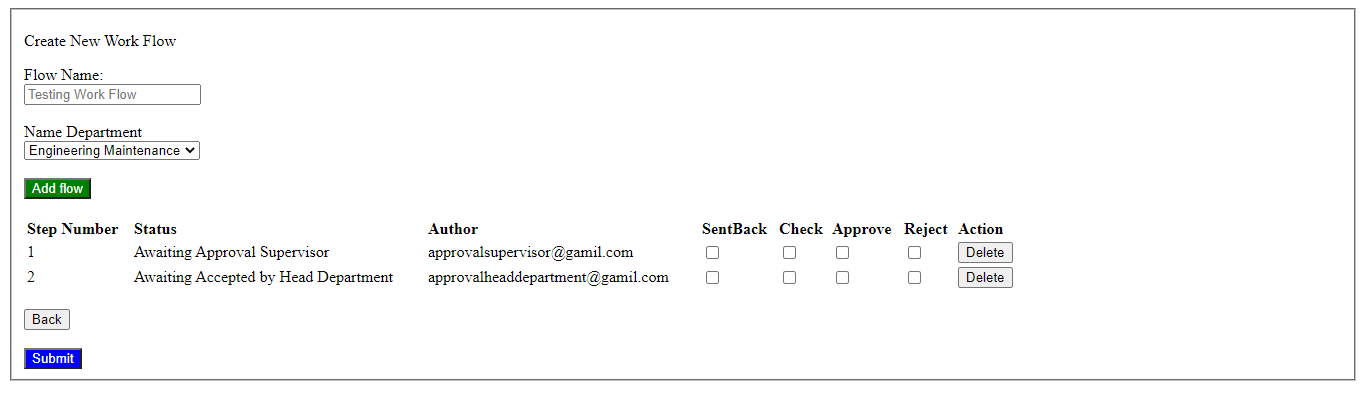 Create New Work Flow
Flow Name:
Testing Work Flow
Name Department
Engineering Maintenance
Add flow
Step Number Status Author SentBack Check Approve Reject Action
1 Awaiting Approval Supervisor approvalsupervisor@gamil.com Delete
2 Awaiting Accepted by Head Department approvalheaddepartment@gamil.com Delete
Back
Submit